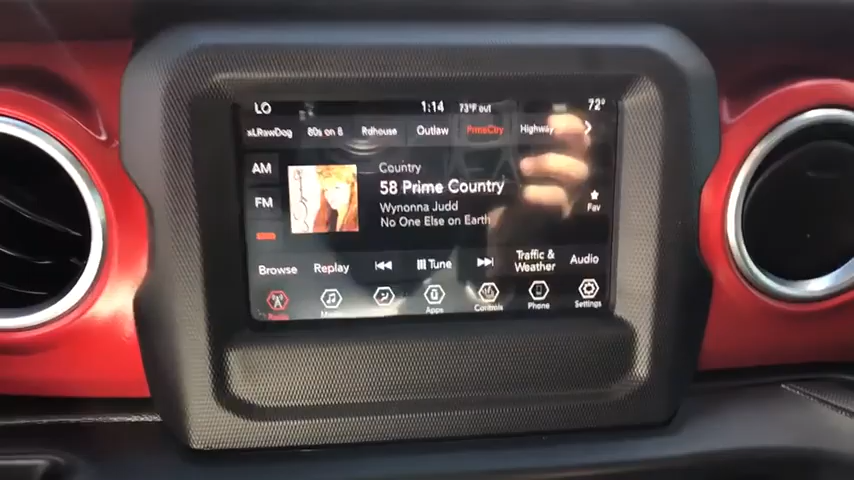 LO 1:14 73°F out 72°
xLRawDog 80s on 8 RdHouse Outlaw PrmeCtry Highway
AM
FM
Country
58 Prime Country
Wynonna Judd
No One Else on Earth
Fav
Browse Replay Tune Traffic & Weather Audio
Apps Controls Phone Settings